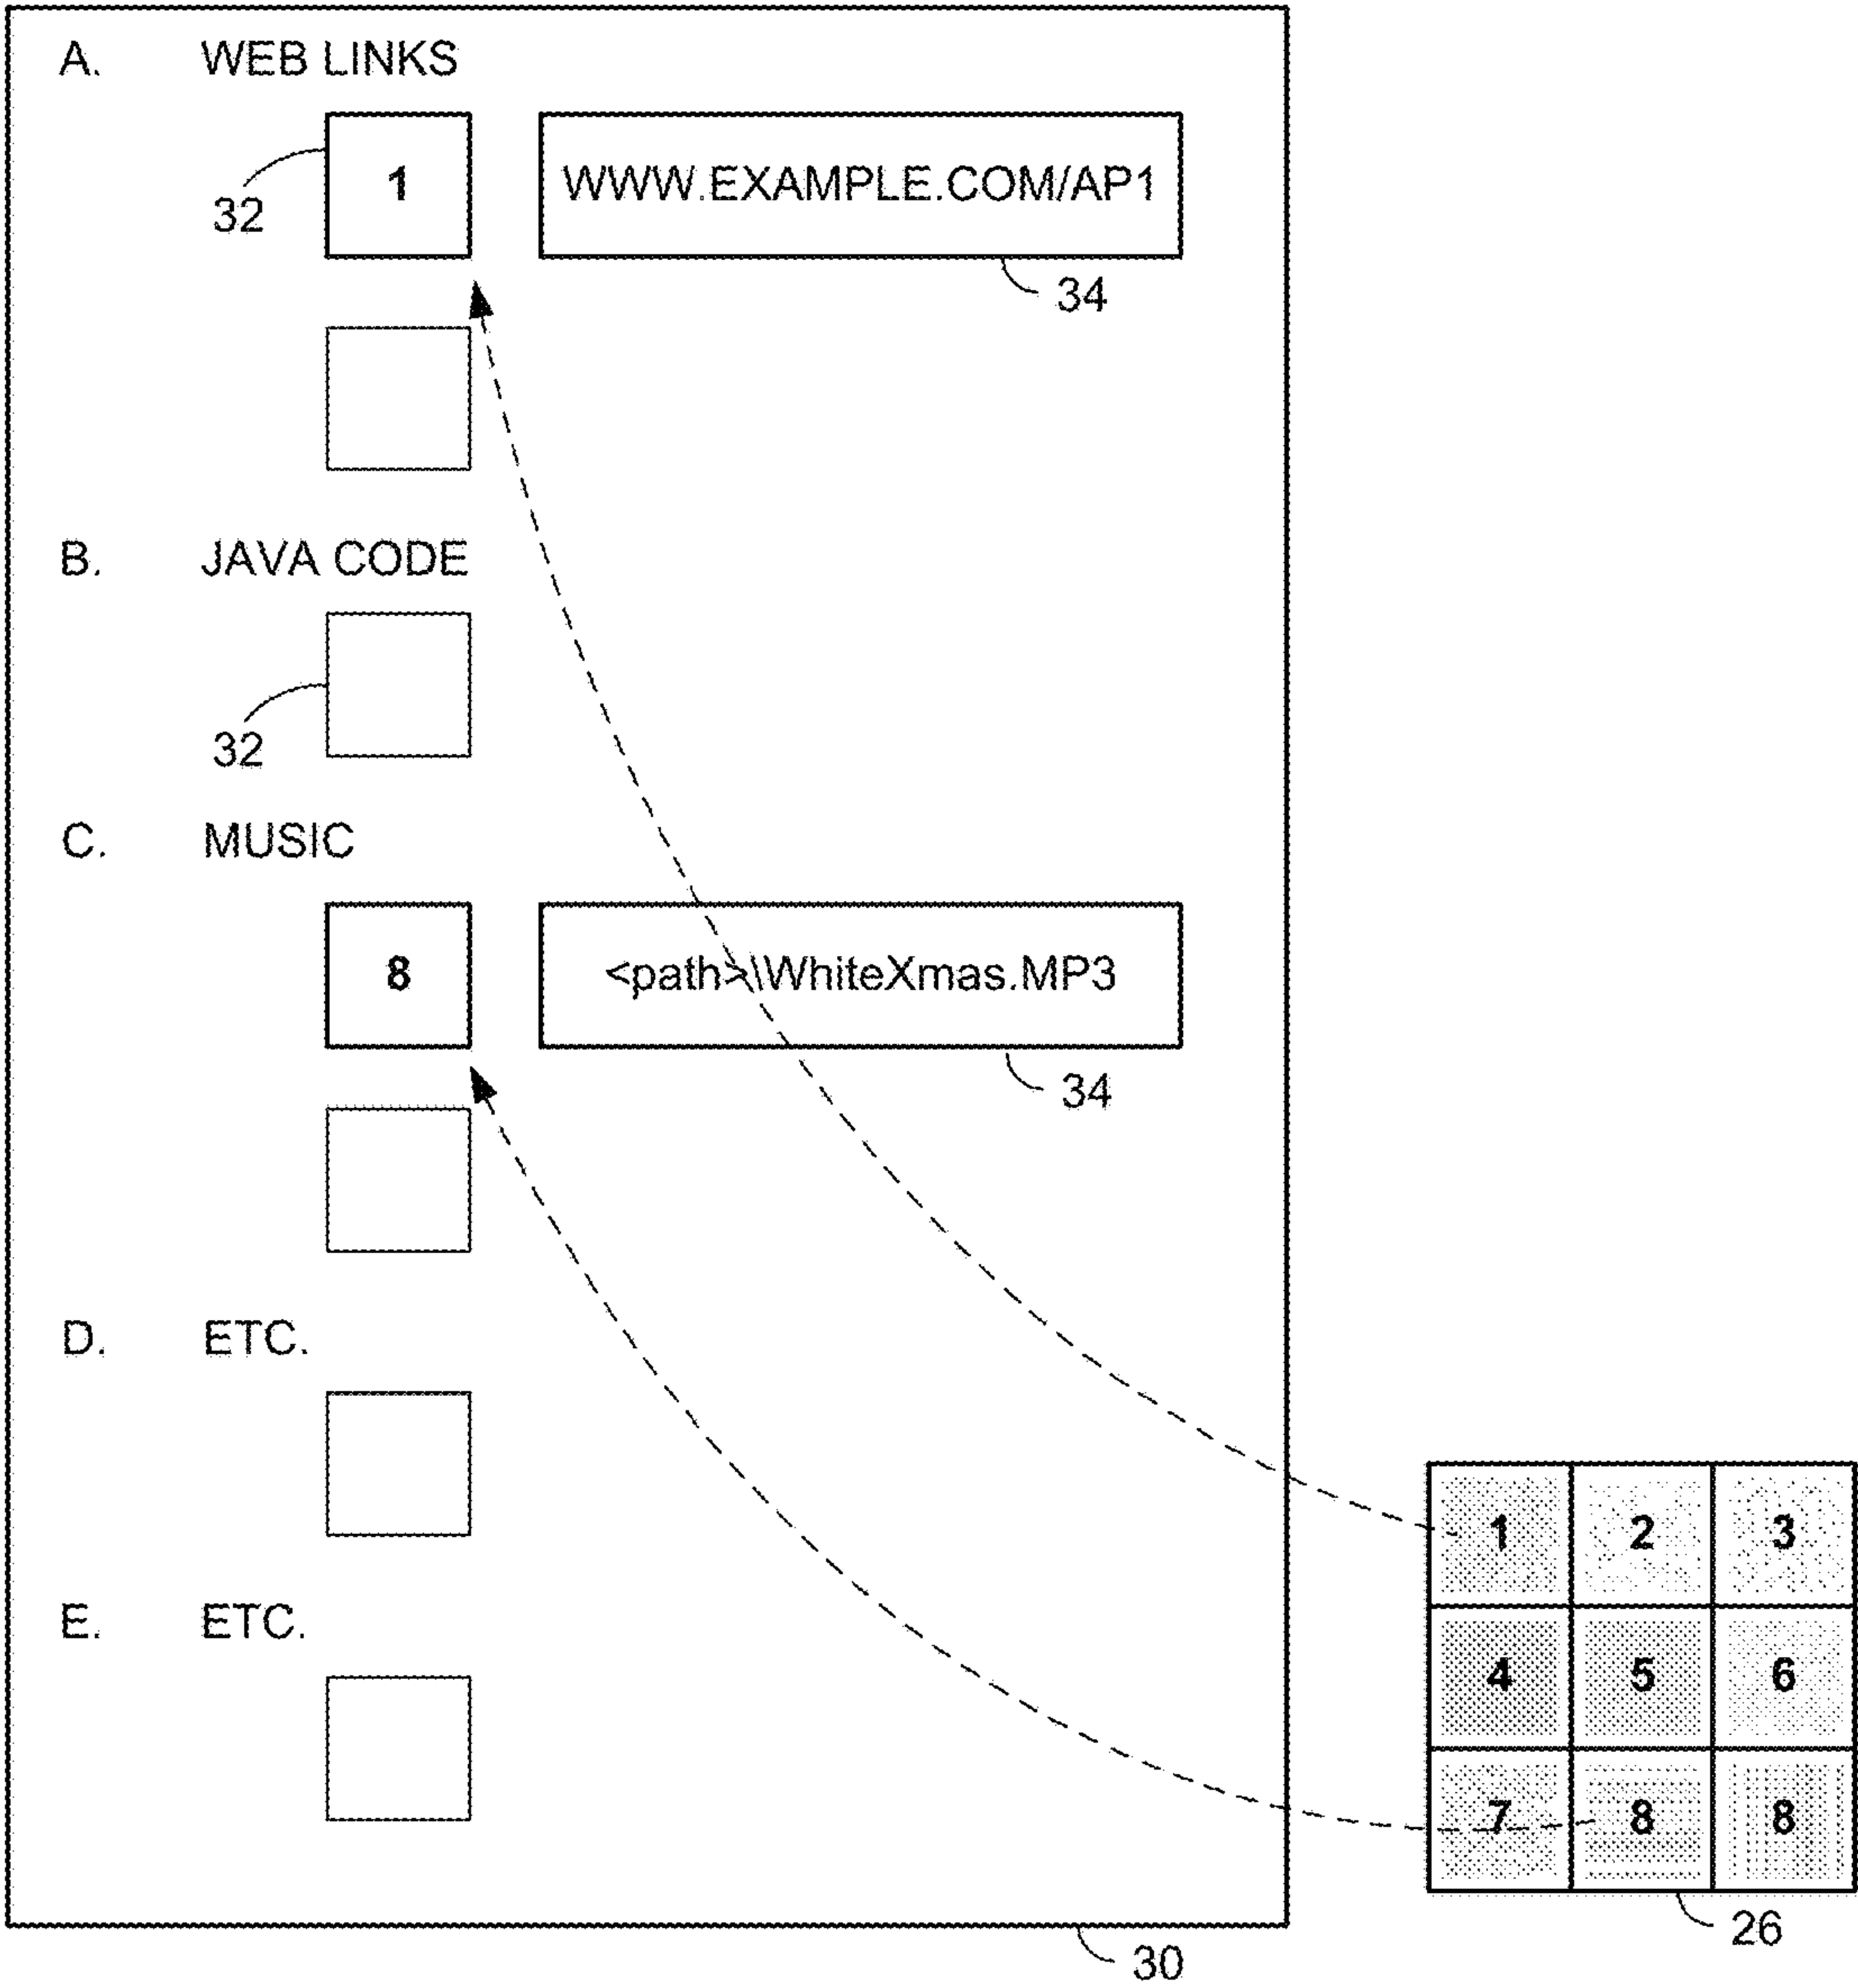 A. WEB LINKS
1 WWW.EXAMPLE.COM/AP1
32
34
B. JAVA CODE
32
C. MUSIC
8 <path>\WhiteXmas.MP3
34
D. ETC.
1 2 3
E. ETC.
4 5 6
7 8 8
26
30